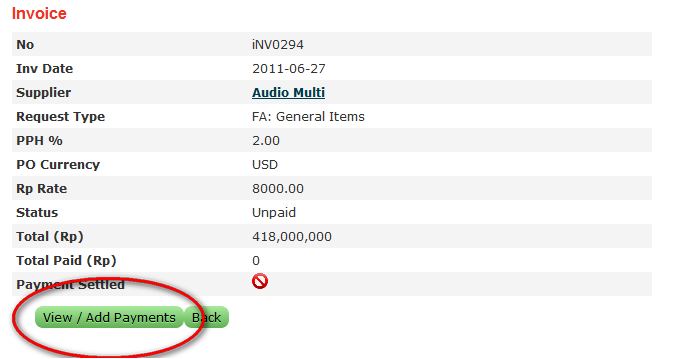 Invoice
No iNV0294
Inv Date 2011-06-27
Supplier Audio Multi
Request Type FA: General Items
PPH % 2.00
PO Currency USD
Rp Rate 8000.00
Status Unpaid
Total (Rp) 418,000,000
Total Paid (Rp) 0
Payment Settled
View / Add Payments Back